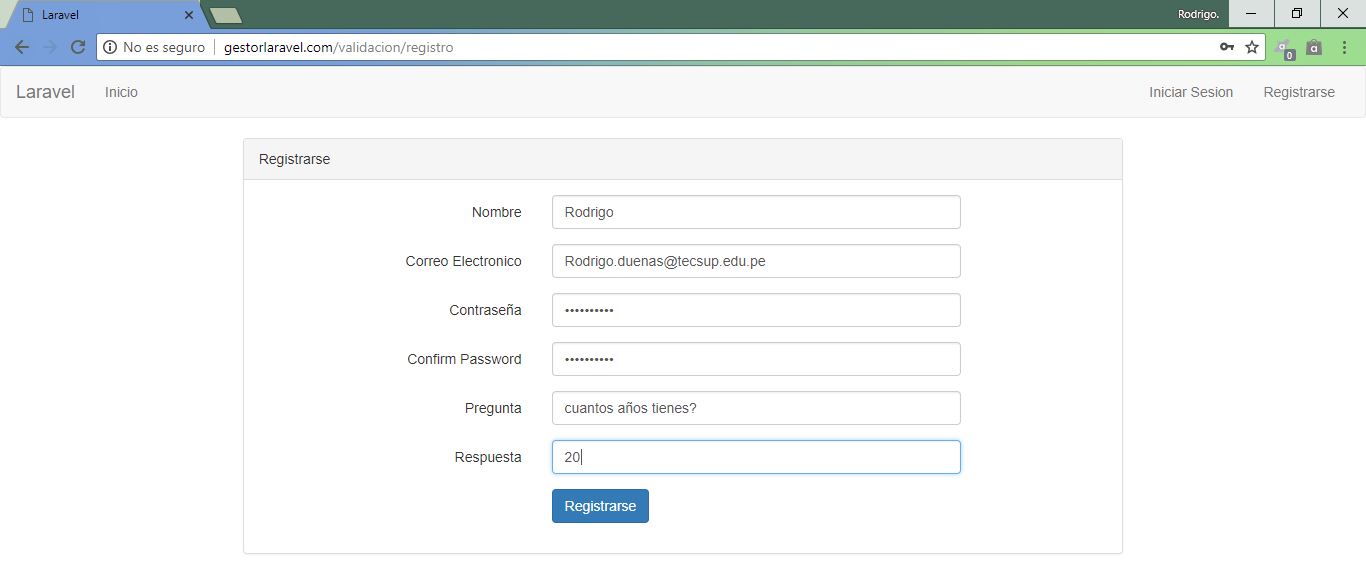 Laravel
Rodrigo.
No es seguro | gestorlaravel.com/validacion/registro
0
a
Laravel Inicio Iniciar Sesion Registrarse
Registrarse
Nombre Rodrigo
Correo Electronico Rodrigo.duenas@tecsup.edu.pe
Contraseña ••••••••••
Confirm Password ••••••••••
Pregunta cuantos años tienes?
Respuesta 20
Registrarse